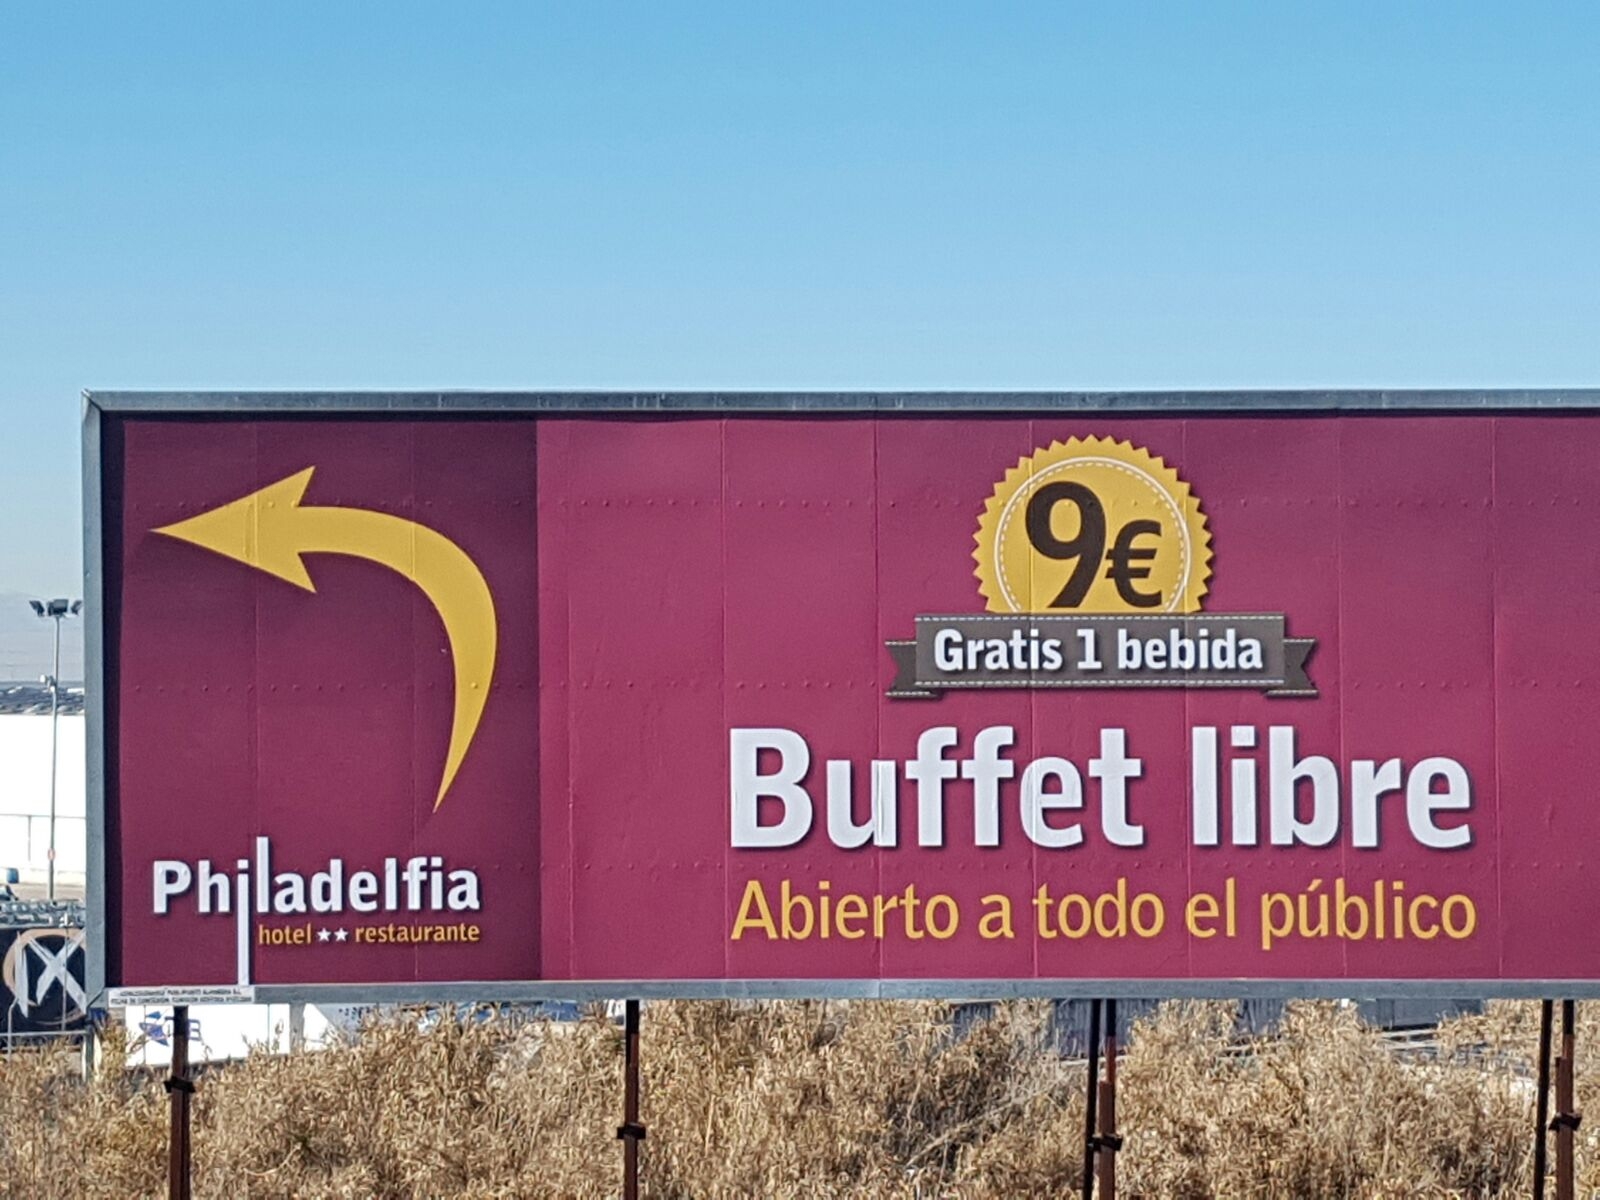 9€
Gratis 1 bebida
Buffet libre
Abierto a todo el público
Philadelfia
hotel ★★ restaurante